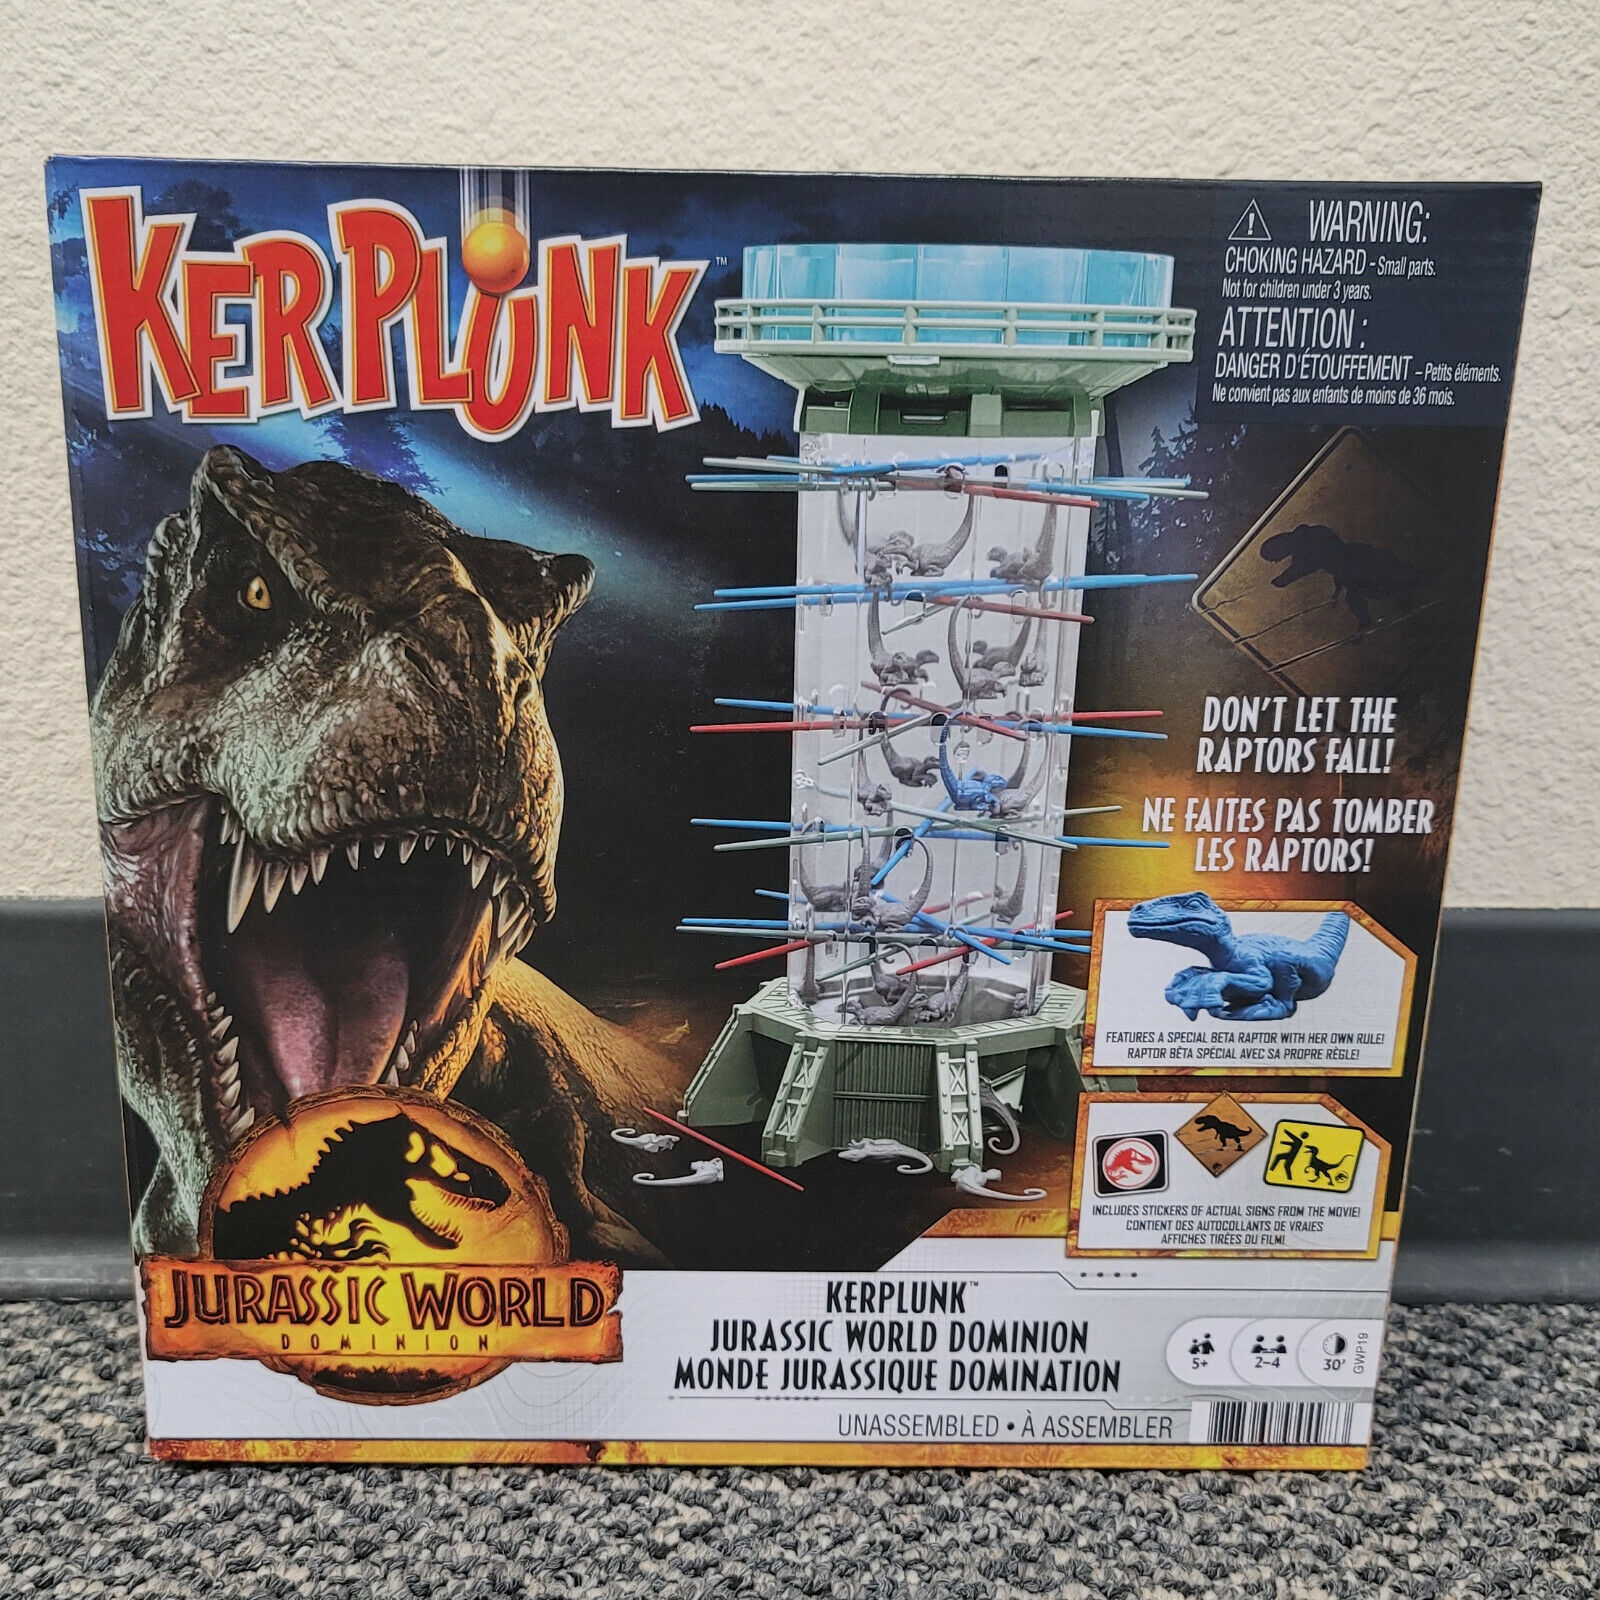 KERPLUNK™
WARNING:
CHOKING HAZARD - Small parts.
Not for children under 3 years.
ATTENTION :
DANGER D'ÉTOUFFEMENT - Petits éléments.
Ne convient pas aux enfants de moins de 36 mois.
DON'T LET THE
RAPTORS FALL!
NE FAITES PAS TOMBER
LES RAPTORS!
FEATURES A SPECIAL BETA RAPTOR WITH HER OWN RULE!
RAPTOR BÊTA SPÉCIAL AVEC SA PROPRE RÈGLE!
INCLUDES STICKERS OF ACTUAL SIGNS FROM THE MOVIE!
CONTIENT DES AUTOCOLLANTS DE VRAIES
AFFICHES TIRÉES DU FILM!
JURASSIC WORLD
DOMINION
KERPLUNK™
JURASSIC WORLD DOMINION
MONDE JURASSIQUE DOMINATION
5+
2-4
30'
GWP19
UNASSEMBLED • À ASSEMBLER